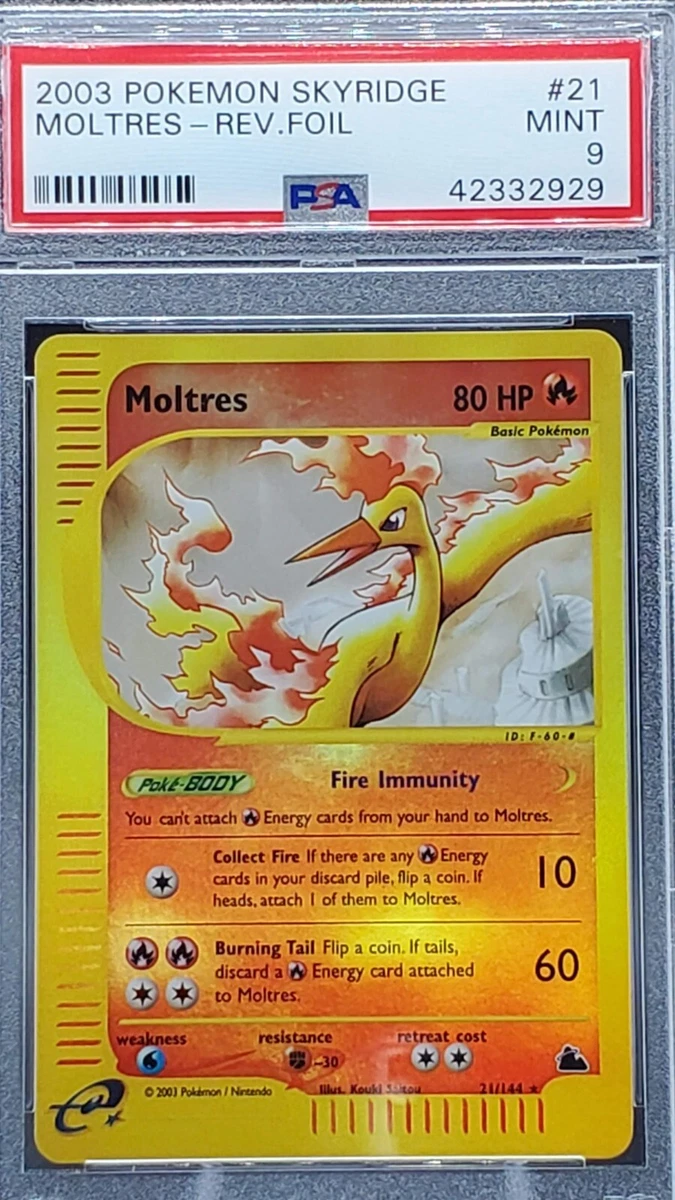 2003 POKEMON SKYRIDGE #21
MOLTRES - REV.FOIL MINT
9
PSA 42332929
Moltres 80 HP
Basic Pokémon
ID: F-60-#
Poké-BODY Fire Immunity
You can't attach Energy cards from your hand to Moltres.
Collect Fire If there are any Energy
cards in your discard pile, flip a coin. If
heads, attach 1 of them to Moltres.
10
Burning Tail Flip a coin. If tails,
discard a Energy card attached
to Moltres.
60
weakness resistance retreat cost
-30
e
© 2003 Pokémon / Nintendo Illus. Kouki Saitou 21/144 ★